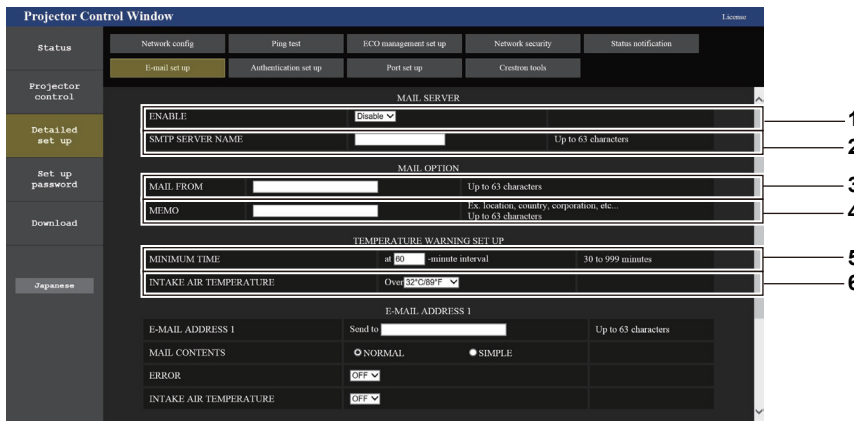 Projector Control Window License
Status
Network config Ping test ECO management set up Network security Status notification
E-mail set up Authentication set up Port set up Crestron tools
Projector
control
Detailed
set up
Set up
password
Download
Japanese
MAIL SERVER
ENABLE Disable 1
SMTP SERVER NAME Up to 63 characters 2
MAIL OPTION
MAIL FROM Up to 63 characters 3
MEMO Ex. location, country, corporation, etc... 4
Up to 63 characters
TEMPERATURE WARNING SET UP
MINIMUM TIME at 60 -minute interval 30 to 999 minutes 5
INTAKE AIR TEMPERATURE Over 32°C/89°F 6
E-MAIL ADDRESS 1
E-MAIL ADDRESS 1 Send to Up to 63 characters
MAIL CONTENTS NORMAL SIMPLE
ERROR OFF
INTAKE AIR TEMPERATURE OFF